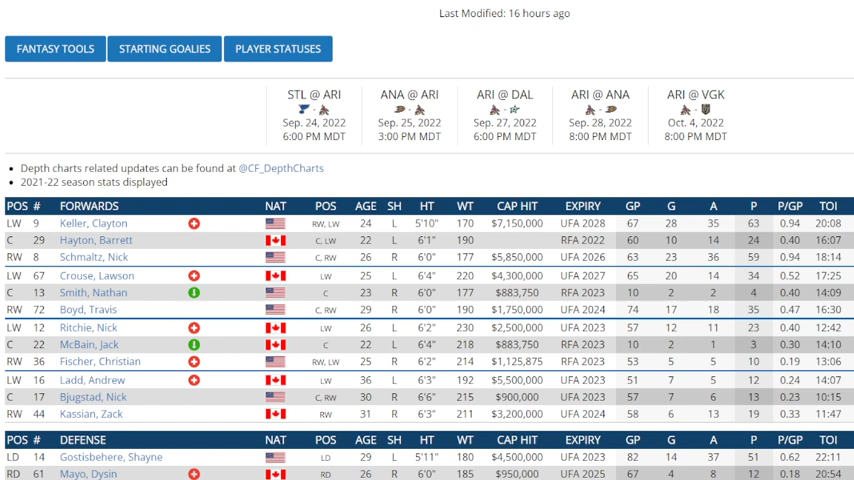 Last Modified: 16 hours ago
FANTASY TOOLS STARTING GOALIES PLAYER STATUSES
STL @ ARI ANA @ ARI ARI @ DAL ARI @ ANA ARI @ VGK
Sep. 24, 2022 Sep. 25, 2022 Sep. 27, 2022 Sep. 28, 2022 Oct. 4, 2022
6:00 PM MDT 3:00 PM MDT 6:00 PM MDT 8:00 PM MDT 8:00 PM MDT
• Depth charts related updates can be found at @CF_DepthCharts
• 2021-22 season stats displayed
POS # FORWARDS NAT POS AGE SH HT WT CAP HIT EXPIRY GP G A P P/GP TOI
LW 9 Keller, Clayton RW, LW 24 L 5'10" 170 $7,150,000 UFA 2028 67 28 35 63 0.94 20:08
C 29 Hayton, Barrett C, LW 22 L 6'1" 190 RFA 2022 60 10 14 24 0.40 16:07
RW 8 Schmaltz, Nick C, RW 26 R 6'0" 177 $5,850,000 UFA 2026 63 23 36 59 0.94 18:14
LW 67 Crouse, Lawson LW 25 L 6'4" 220 $4,300,000 UFA 2027 65 20 14 34 0.52 17:25
C 13 Smith, Nathan C 23 R 6'0" 177 $883,750 RFA 2023 10 2 2 4 0.40 14:09
RW 72 Boyd, Travis C, RW 29 R 6'0" 190 $1,750,000 UFA 2024 74 17 18 35 0.47 16:30
LW 12 Ritchie, Nick LW 26 L 6'2" 230 $2,500,000 UFA 2023 57 12 11 23 0.40 12:42
C 22 McBain, Jack C 22 L 6'4" 218 $883,750 RFA 2023 10 2 1 3 0.30 14:10
RW 36 Fischer, Christian RW, LW 25 R 6'2" 214 $1,125,875 RFA 2023 53 5 5 10 0.19 13:06
LW 16 Ladd, Andrew LW 36 L 6'3" 192 $5,500,000 UFA 2023 51 7 5 12 0.24 14:07
C 17 Bjugstad, Nick C, RW 30 R 6'6" 215 $900,000 UFA 2023 57 7 6 13 0.23 10:15
RW 44 Kassian, Zack RW 31 R 6'3" 211 $3,200,000 UFA 2024 58 6 13 19 0.33 11:47
POS # DEFENSE NAT POS AGE SH HT WT CAP HIT EXPIRY GP G A P P/GP TOI
LD 14 Gostisbehere, Shayne LD 29 L 5'11" 180 $4,500,000 UFA 2023 82 14 37 51 0.62 22:11
RD 61 Mayo, Dysin RD 26 R 6'0" 185 $950,000 UFA 2025 67 4 8 12 0.18 20:54